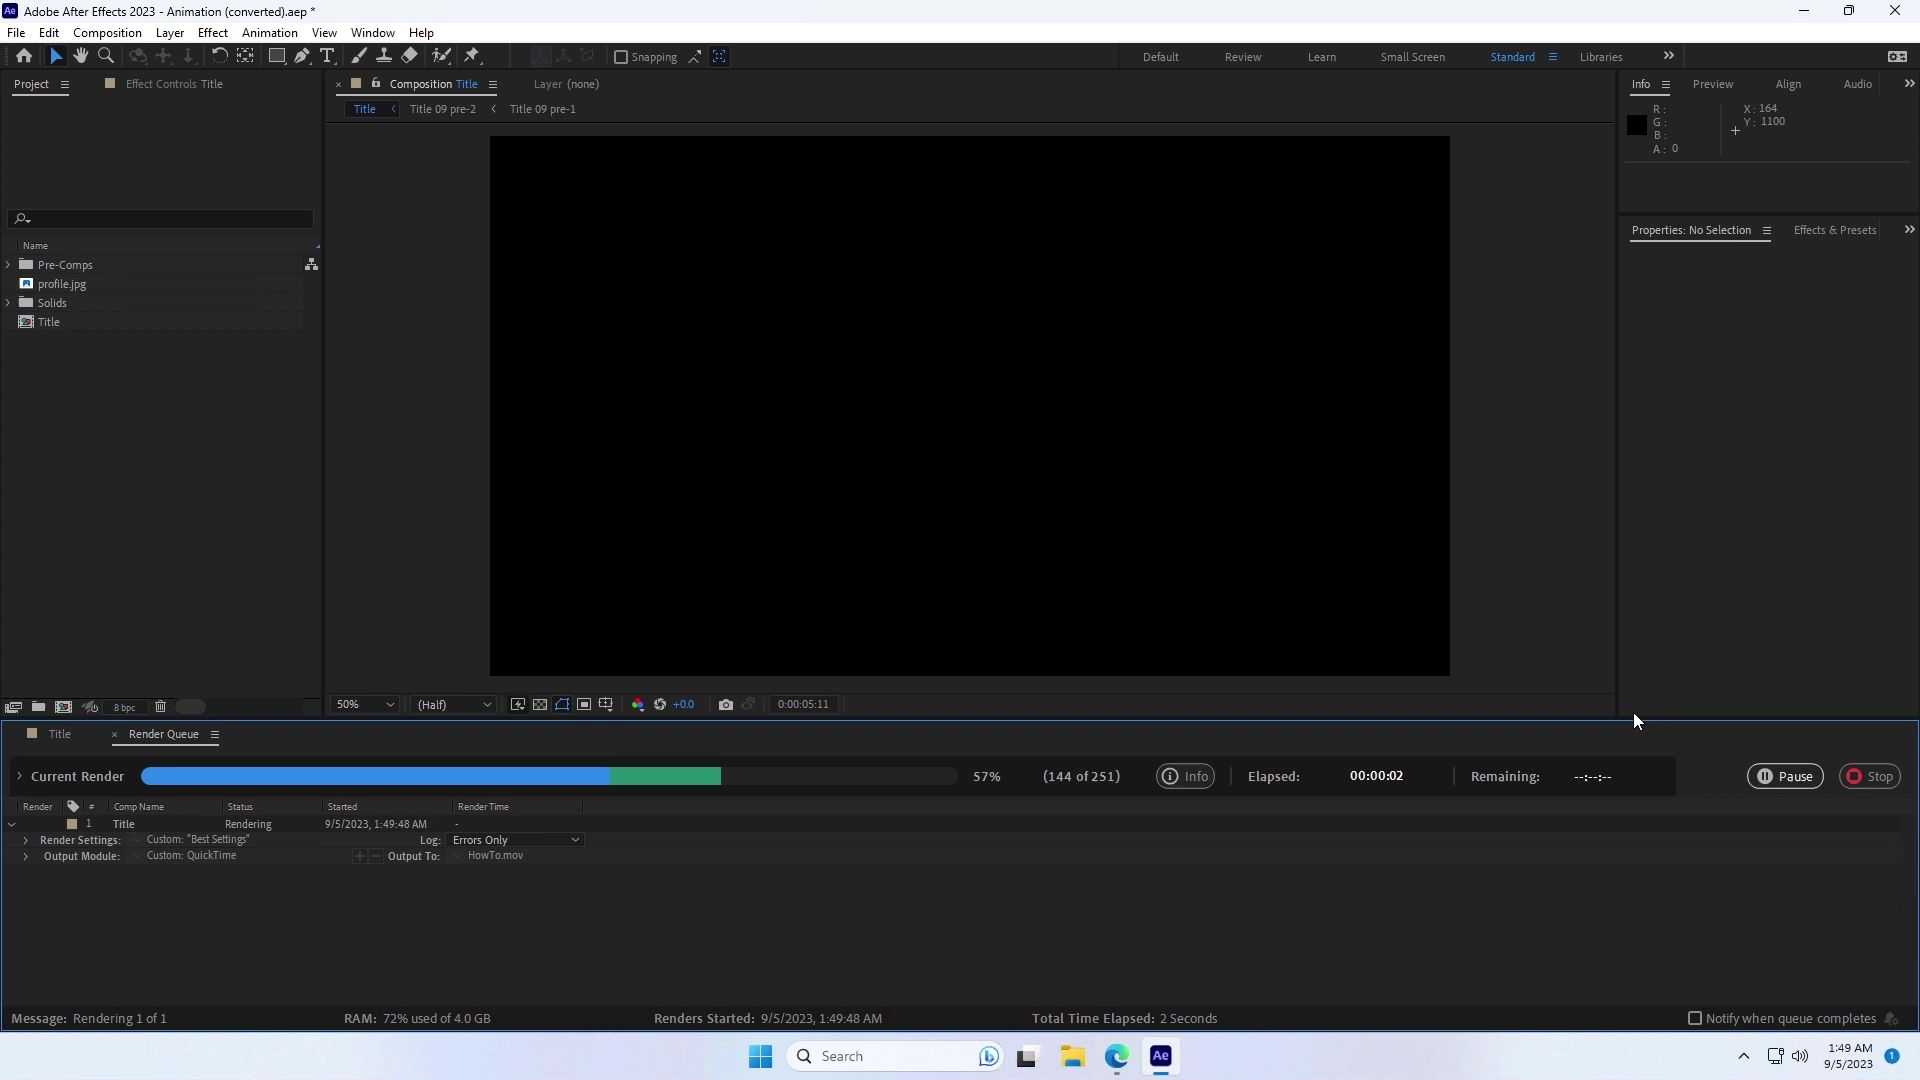 Ae Adobe After Effects 2023 - Animation (converted).aep *
File Edit Composition Layer Effect Animation View Window Help
Snapping Default Review Learn Small Screen Standard Libraries
Project Effect Controls Title
Composition Title Layer (none)
Title Title 09 pre-2 Title 09 pre-1
Info Preview Align Audio
R: X: 164
G: Y: 1100
B:
A: 0
Properties: No Selection Effects & Presets
Name
Pre-Comps
profile.jpg
Solids
Title
8 bpc
50% (Half) +0.0 0:00:05:11
Title Render Queue
Current Render 57% (144 of 251) Info Elapsed: 00:00:02 Remaining: --:--:-- Pause Stop
Render # Comp Name Status Started Render Time
1 Title Rendering 9/5/2023, 1:49:48 AM -
Render Settings: Custom: "Best Settings" Log: Errors Only
Output Module: Custom: QuickTime Output To: HowTo.mov
Message: Rendering 1 of 1 RAM: 72% used of 4.0 GB Renders Started: 9/5/2023, 1:49:48 AM Total Time Elapsed: 2 Seconds Notify when queue completes
Search Ae 1:49 AM 1
9/5/2023